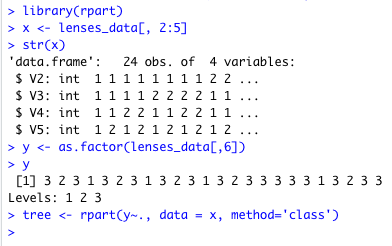 > library(rpart)
> x <- lenses_data[, 2:5]
> str(x)
'data.frame':   24 obs. of  4 variables:
 $ V2: int  1 1 1 1 1 1 1 1 2 2 ...
 $ V3: int  1 1 1 1 2 2 2 2 1 1 ...
 $ V4: int  1 1 2 2 1 1 2 2 1 1 ...
 $ V5: int  1 2 1 2 1 2 1 2 1 2 ...
> y <- as.factor(lenses_data[,6])
> y
 [1] 3 2 3 1 3 2 3 1 3 2 3 1 3 2 3 3 3 3 3 1 3 2 3 3
Levels: 1 2 3
> tree <- rpart(y~., data = x, method='class')
>